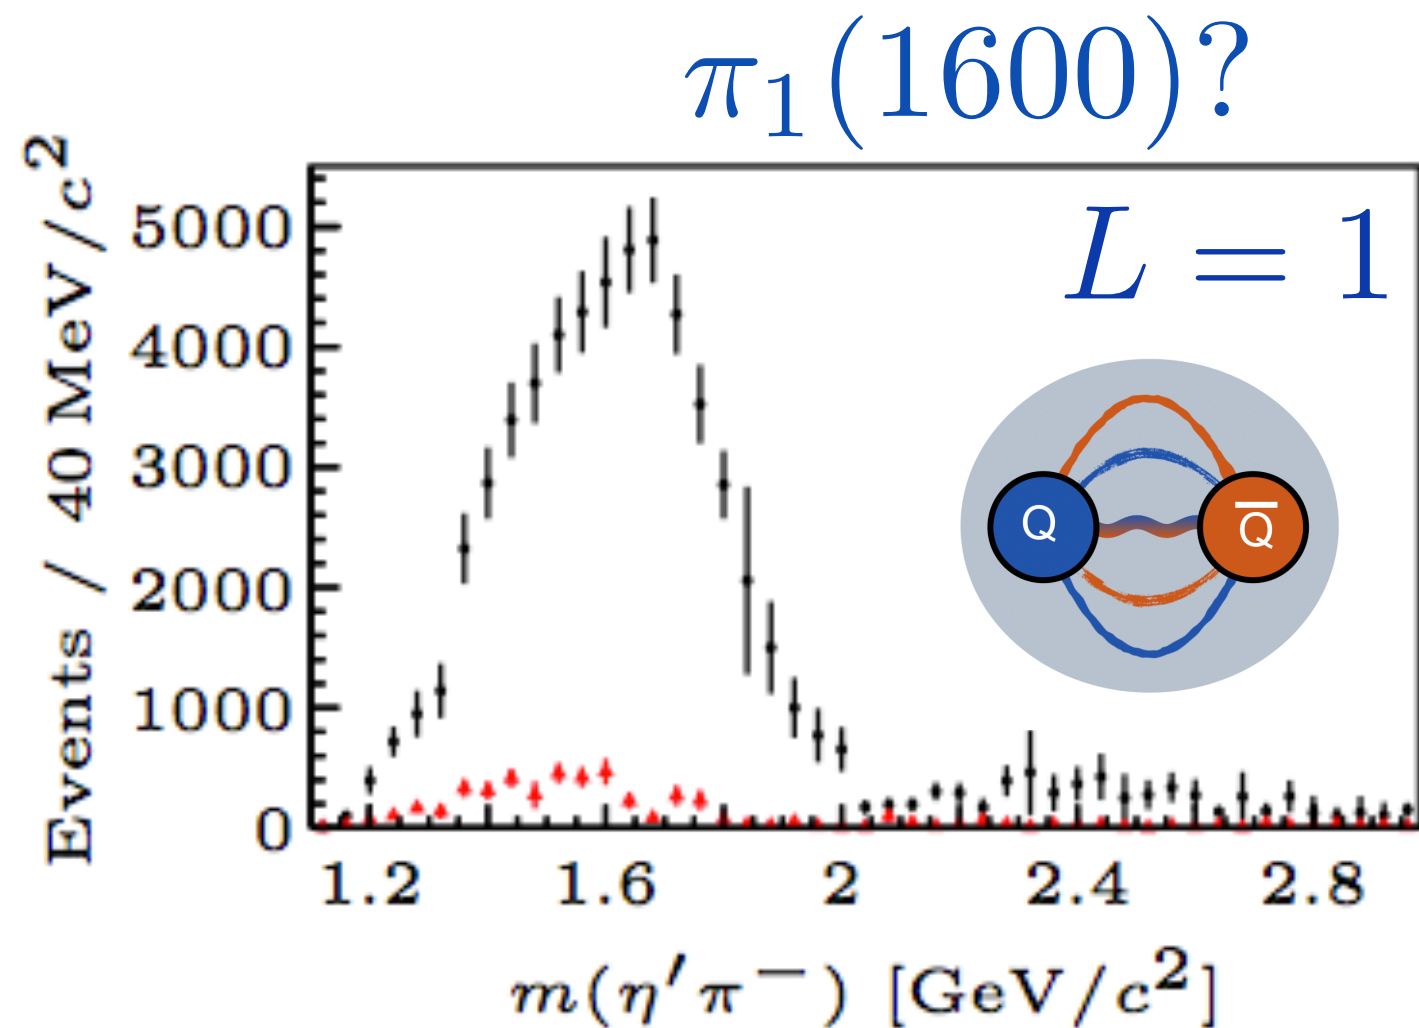 π₁(1600)?
L = 1
Events / 40 MeV/c²
5000
4000
3000
2000
1000
0
Q
Q̅
1.2 1.6 2 2.4 2.8
m(η′π⁻) [GeV/c²]